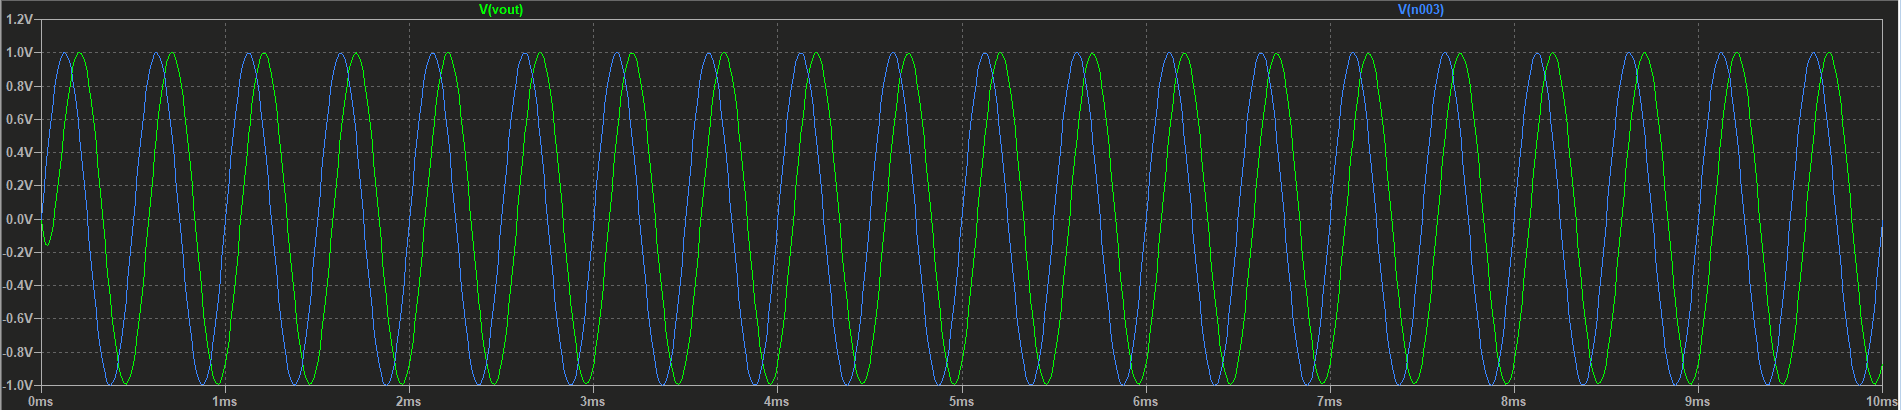 V(vout) V(n003)
1.2V
1.0V
0.8V
0.6V
0.4V
0.2V
0.0V
-0.2V
-0.4V
-0.6V
-0.8V
-1.0V
0ms 1ms 2ms 3ms 4ms 5ms 6ms 7ms 8ms 9ms 10ms